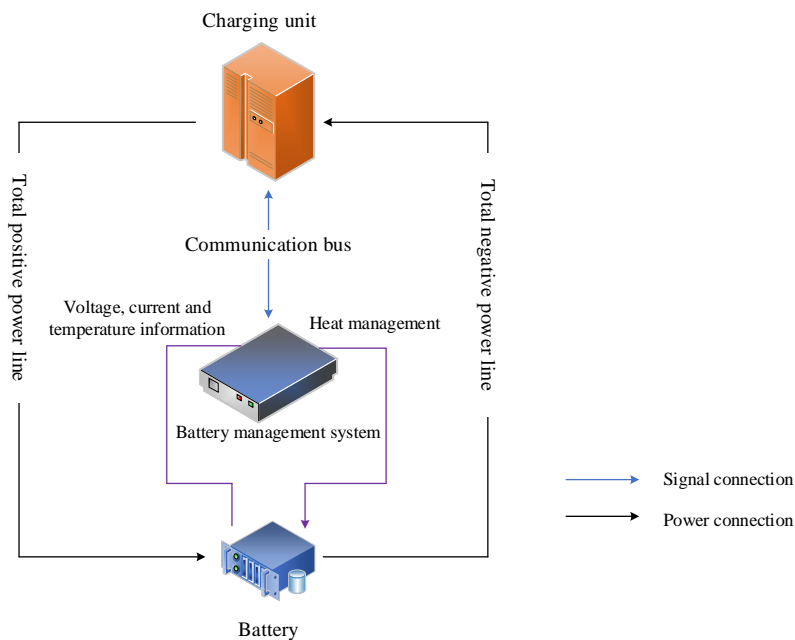 Charging unit
Total positive power line
Total negative power line
Communication bus
Voltage, current and
temperature information
Heat management
Battery management system
Signal connection
Power connection
Battery